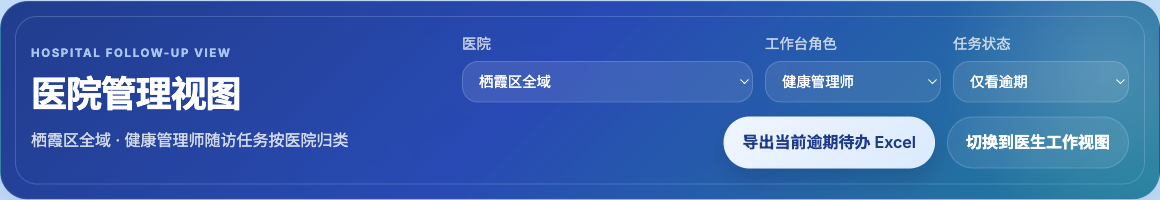 HOSPITAL FOLLOW-UP VIEW
医院管理视图
栖霞区全域 · 健康管理师随访任务按医院归类
医院
栖霞区全域
工作台角色
健康管理师
任务状态
仅看逾期
导出当前逾期待办 Excel
切换到医生工作视图